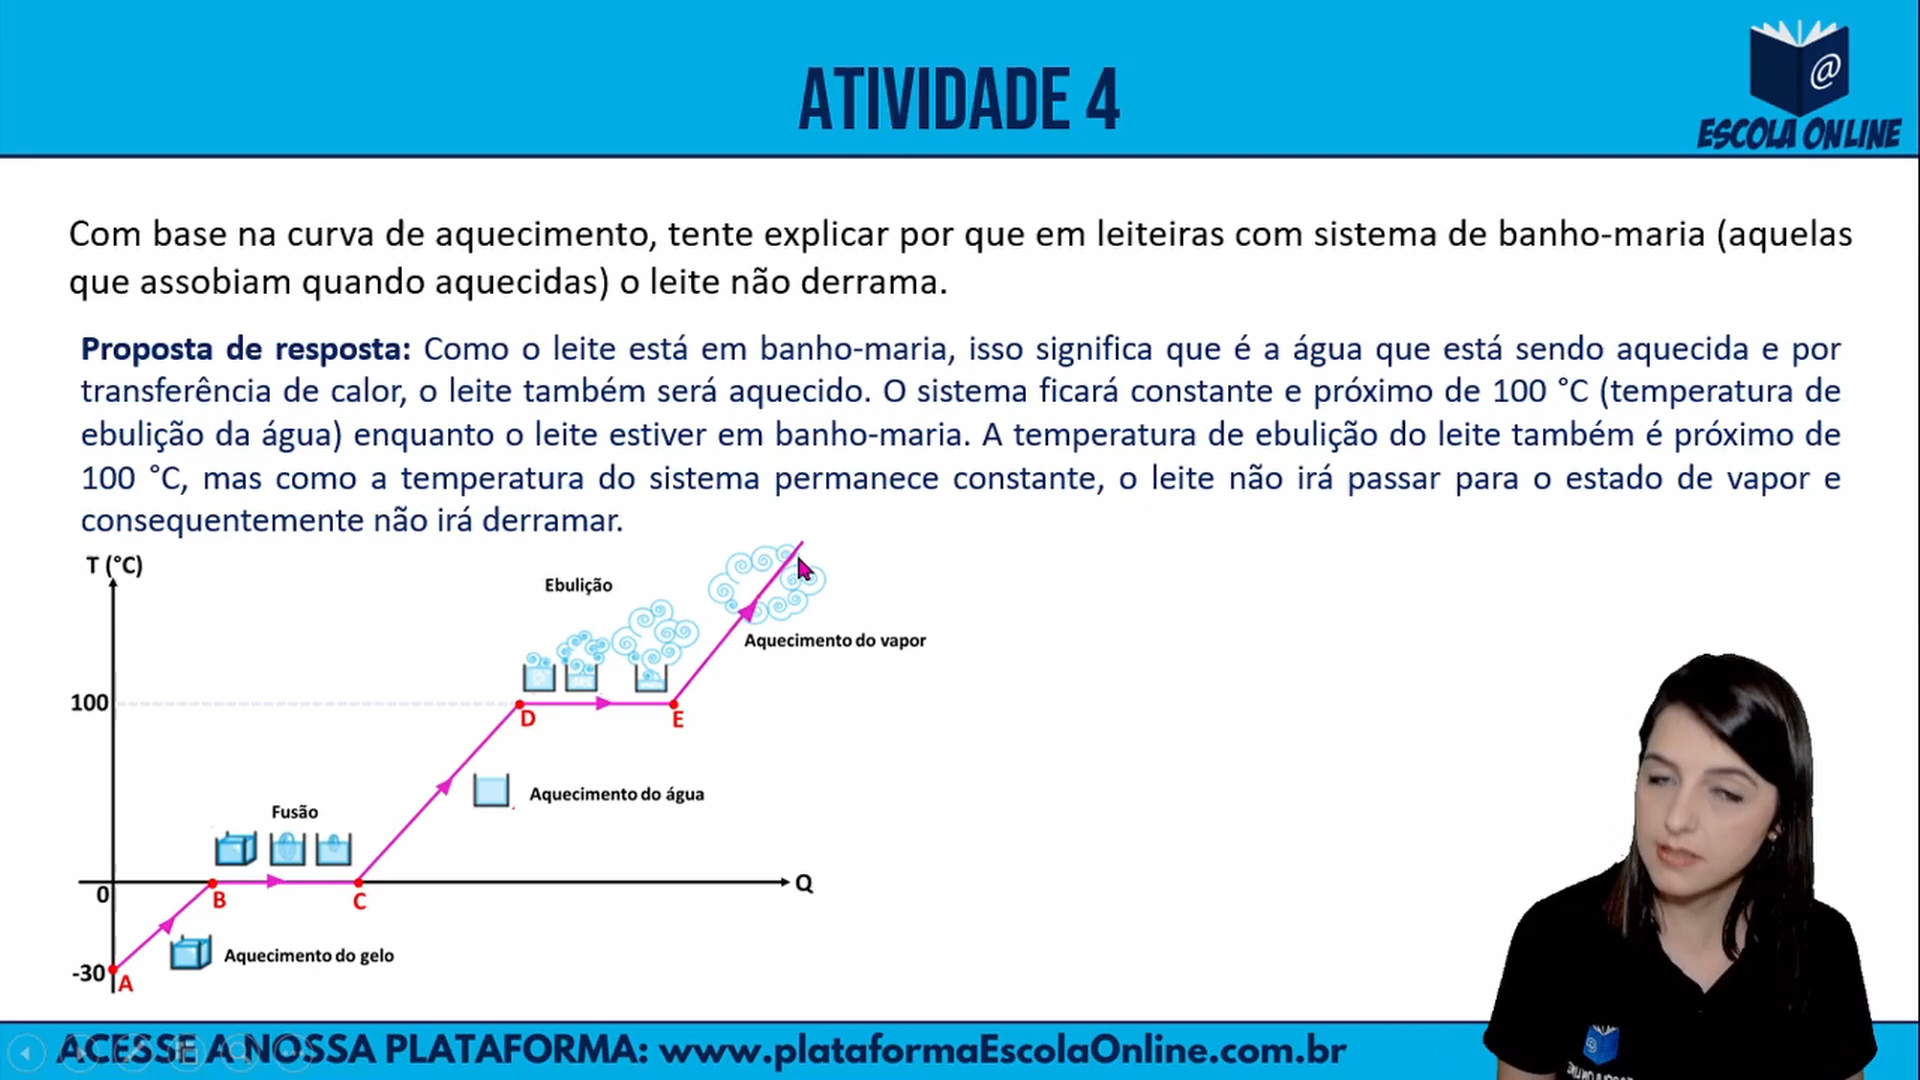 ATIVIDADE 4
@
ESCOLA ONLINE
Com base na curva de aquecimento, tente explicar por que em leiteiras com sistema de banho-maria (aquelas
que assobiam quando aquecidas) o leite não derrama.
Proposta de resposta: Como o leite está em banho-maria, isso significa que é a água que está sendo aquecida e por
transferência de calor, o leite também será aquecido. O sistema ficará constante e próximo de 100 °C (temperatura de
ebulição da água) enquanto o leite estiver em banho-maria. A temperatura de ebulição do leite também é próximo de
100 °C, mas como a temperatura do sistema permanece constante, o leite não irá passar para o estado de vapor e
consequentemente não irá derramar.
T (°C)
Ebulição
Aquecimento do vapor
100
D
E
Aquecimento do água
Fusão
0
B
C
Q
Aquecimento do gelo
-30
A
ACESSE A NOSSA PLATAFORMA: www.plataformaEscolaOnline.com.br